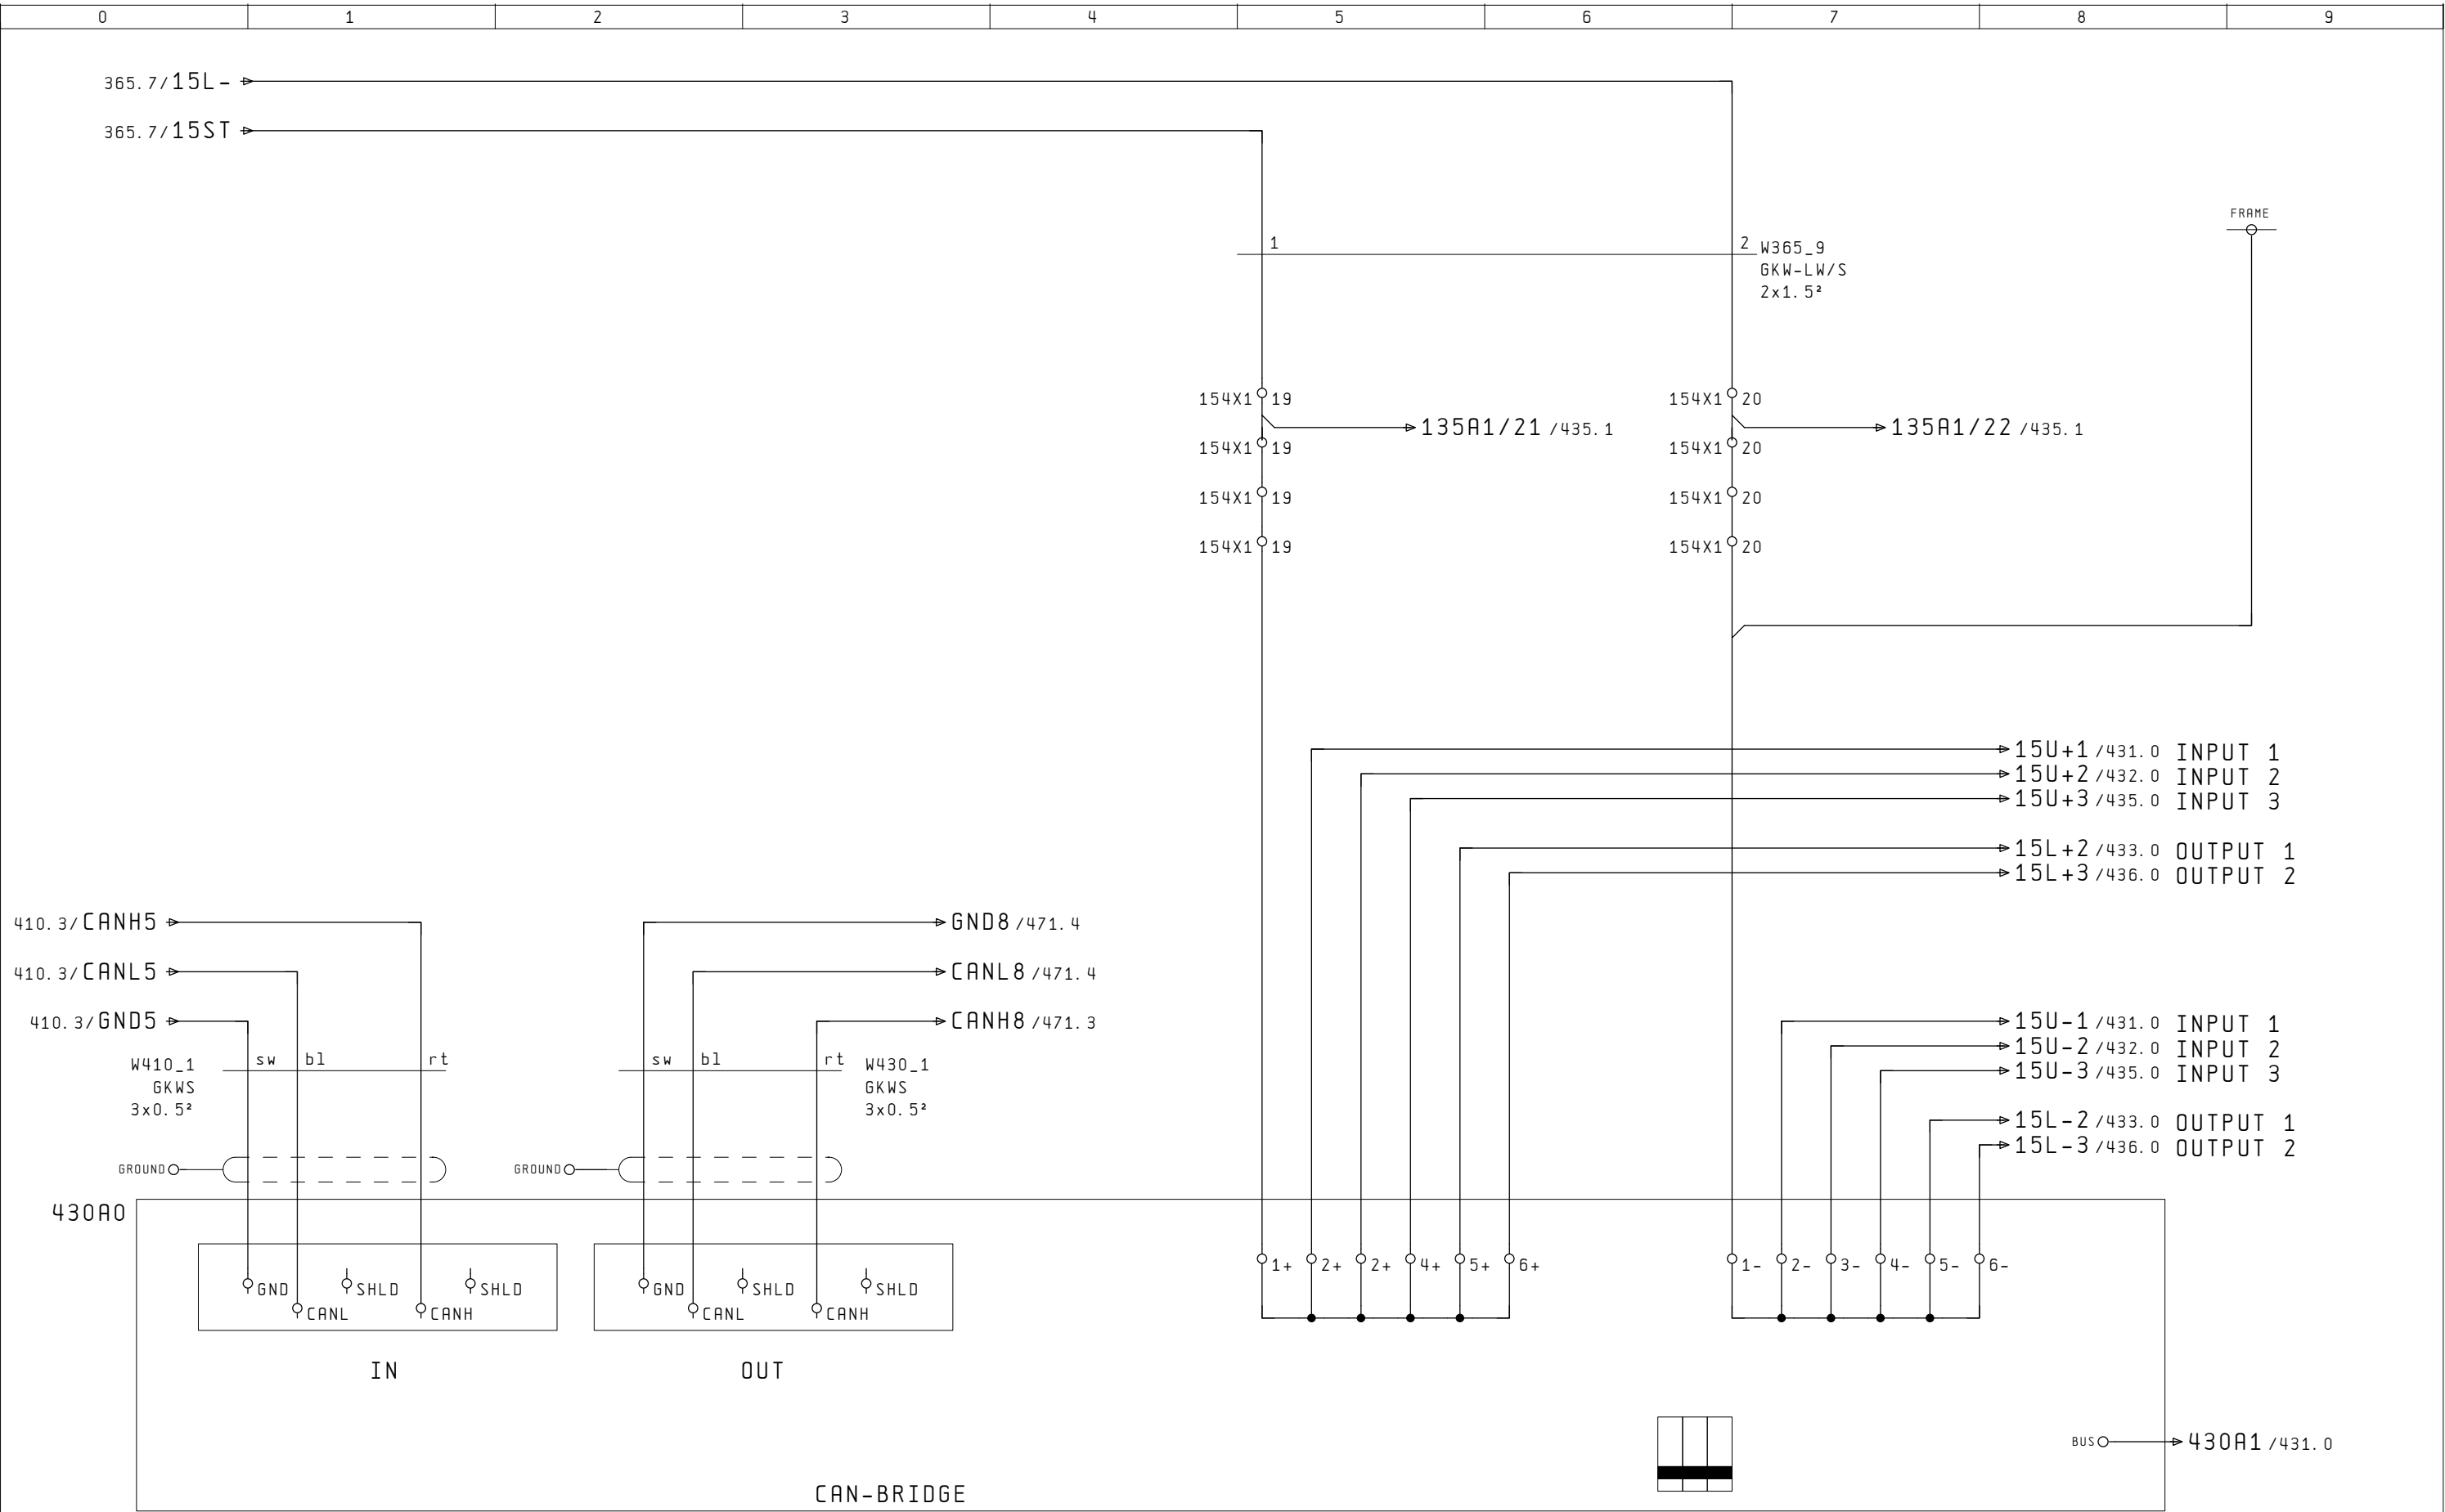 0 1 2 3 4 5 6 7 8 9
365.7/15L-
365.7/15ST
FRAME
1 2 W365_9
GKW-LW/S
2x1.5²
154X1 19 154X1 20
135A1/21 /435.1 135A1/22 /435.1
154X1 19 154X1 20
154X1 19 154X1 20
154X1 19 154X1 20
15U+1 /431.0 INPUT 1
15U+2 /432.0 INPUT 2
15U+3 /435.0 INPUT 3
15L+2 /433.0 OUTPUT 1
15L+3 /436.0 OUTPUT 2
410.3/CANH5 GND8 /471.4
410.3/CANL5 CANL8 /471.4
410.3/GND5 CANH8 /471.3
15U-1 /431.0 INPUT 1
15U-2 /432.0 INPUT 2
15U-3 /435.0 INPUT 3
15L-2 /433.0 OUTPUT 1
15L-3 /436.0 OUTPUT 2
W410_1 sw bl rt
GKWS
3x0.5²
sw bl rt W430_1
GKWS
3x0.5²
GROUND GROUND
430A0
GND SHLD SHLD
CANL CANH
GND SHLD SHLD
CANL CANH
1+ 2+ 2+ 4+ 5+ 6+
1- 2- 3- 4- 5- 6-
IN OUT
BUS 430A1 /431.0
CAN-BRIDGE